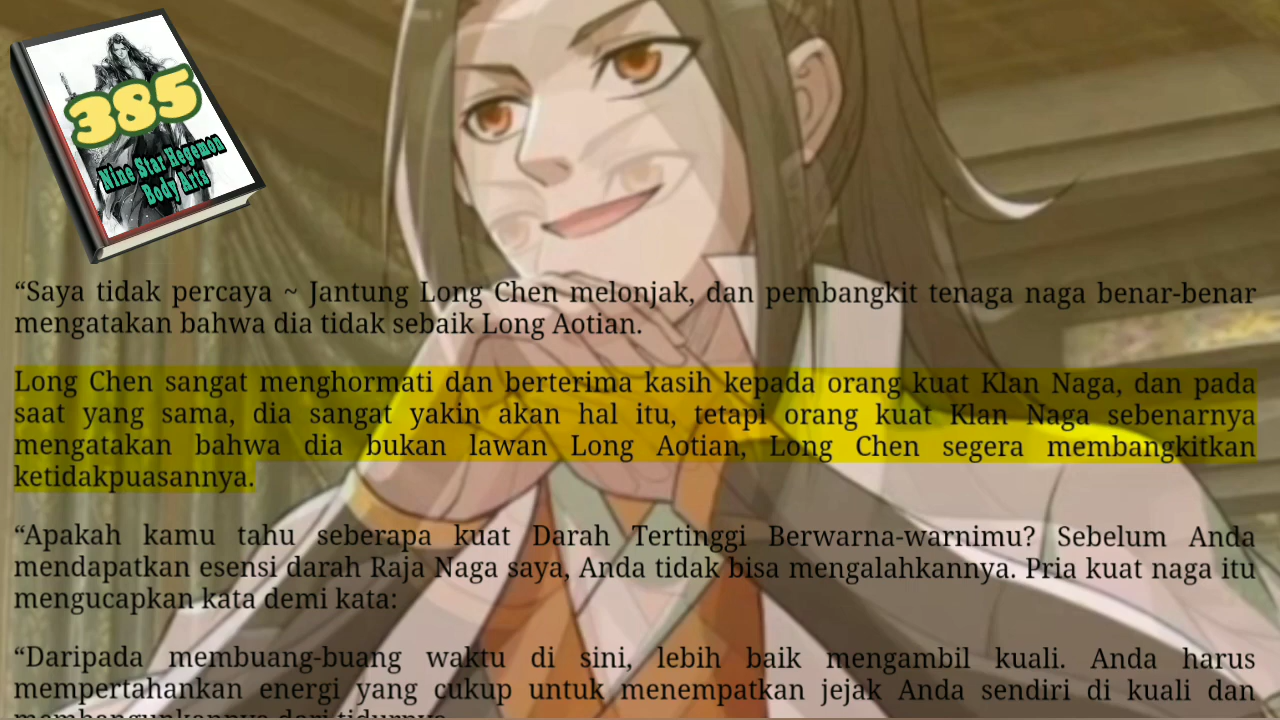 385
Nine Star Hegemon
Body Arts
“Saya tidak percaya ~ Jantung Long Chen melonjak, dan pembangkit tenaga naga benar-benar
mengatakan bahwa dia tidak sebaik Long Aotian.
Long Chen sangat menghormati dan berterima kasih kepada orang kuat Klan Naga, dan pada
saat yang sama, dia sangat yakin akan hal itu, tetapi orang kuat Klan Naga sebenarnya
mengatakan bahwa dia bukan lawan Long Aotian, Long Chen segera membangkitkan
ketidakpuasannya.
“Apakah kamu tahu seberapa kuat Darah Tertinggi Berwarna-warnimu? Sebelum Anda
mendapatkan esensi darah Raja Naga saya, Anda tidak bisa mengalahkannya. Pria kuat naga itu
mengucapkan kata demi kata:
“Daripada membuang-buang waktu di sini, lebih baik mengambil kuali. Anda harus
mempertahankan energi yang cukup untuk menempatkan jejak Anda sendiri di kuali dan